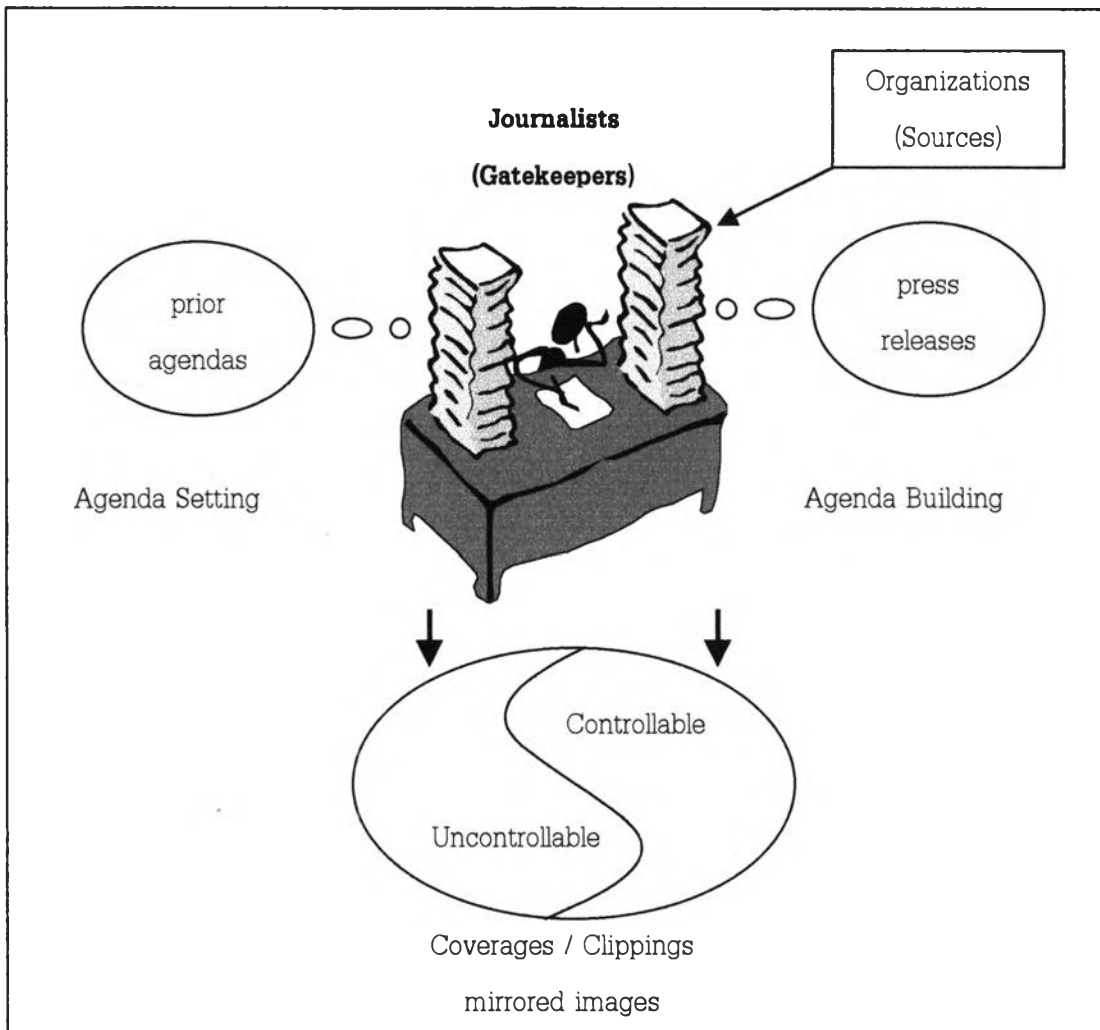 Organizations
(Sources)
Journalists
(Gatekeepers)
prior
agendas
press
releases
Agenda Setting
Agenda Building
Controllable
Uncontrollable
Coverages / Clippings
mirrored images